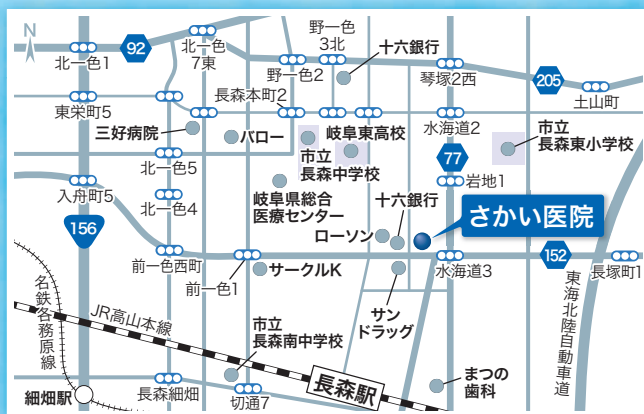 N
北一色1
92
北一色
7東
野一色
3北
十六銀行
野一色2
琴塚2西
205
土山町
東栄町5
長森本町2
三好病院
バロー
市立
長森中学校
岐阜東高校
水海道2
77
市立
長森東小学校
北一色5
岩地1
入舟町5
北一色4
岐阜県総合
医療センター
十六銀行
ローソン
さかい医院
156
前一色西町
前一色1
サークルK
サン
ドラッグ
水海道3
152
長塚町1
名鉄各務原線
JR高山本線
東海北陸自動車道
市立
長森南中学校
長森駅
細畑駅
長森細畑
切通7
まつの
歯科